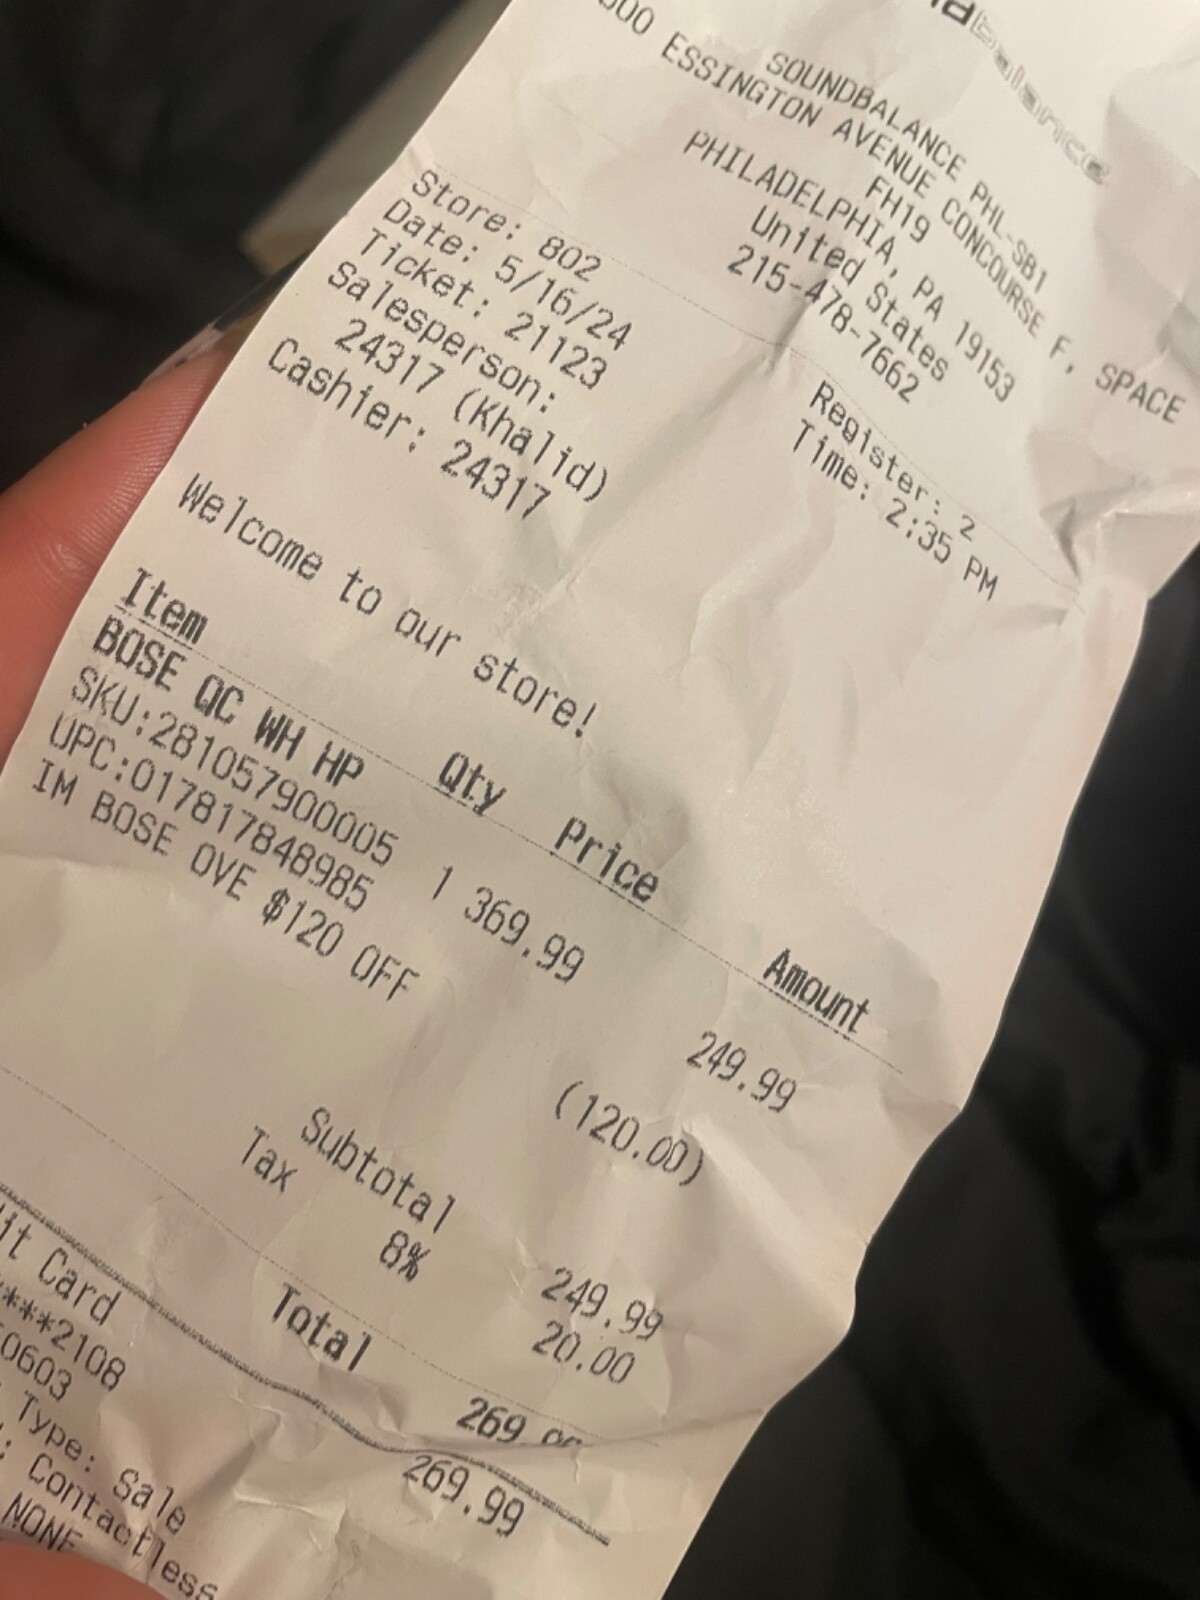 Balance
SOUNDBALANCE PHL-SB1
ESSINGTON AVENUE CONCOURSE F, SPACE
FH19
PHILADELPHIA, PA 19153
United States
215-478-7662
Store: 802 Register: 2
Date: 5/16/24 Time: 2:35 PM
Ticket: 21123
Salesperson:
24317 (Khalid)
Cashier: 24317
Welcome to our store!
Item Qty Price Amount
BOSE QC WH HP
SKU:281057900005 1 369.99 249.99
UPC:017817848985
IM BOSE OVE $120 OFF (120.00)
Subtotal 249.99
Tax 8% 20.00
Total 269.99
Card 269.99
****2108
0603
Type: Sale
: Contactless
NONE